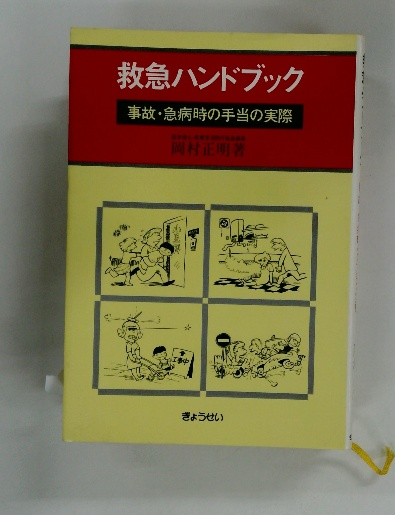 救急ハンドブック
事故・急病時の手当の実際
岡村正明著
ぎょうせい